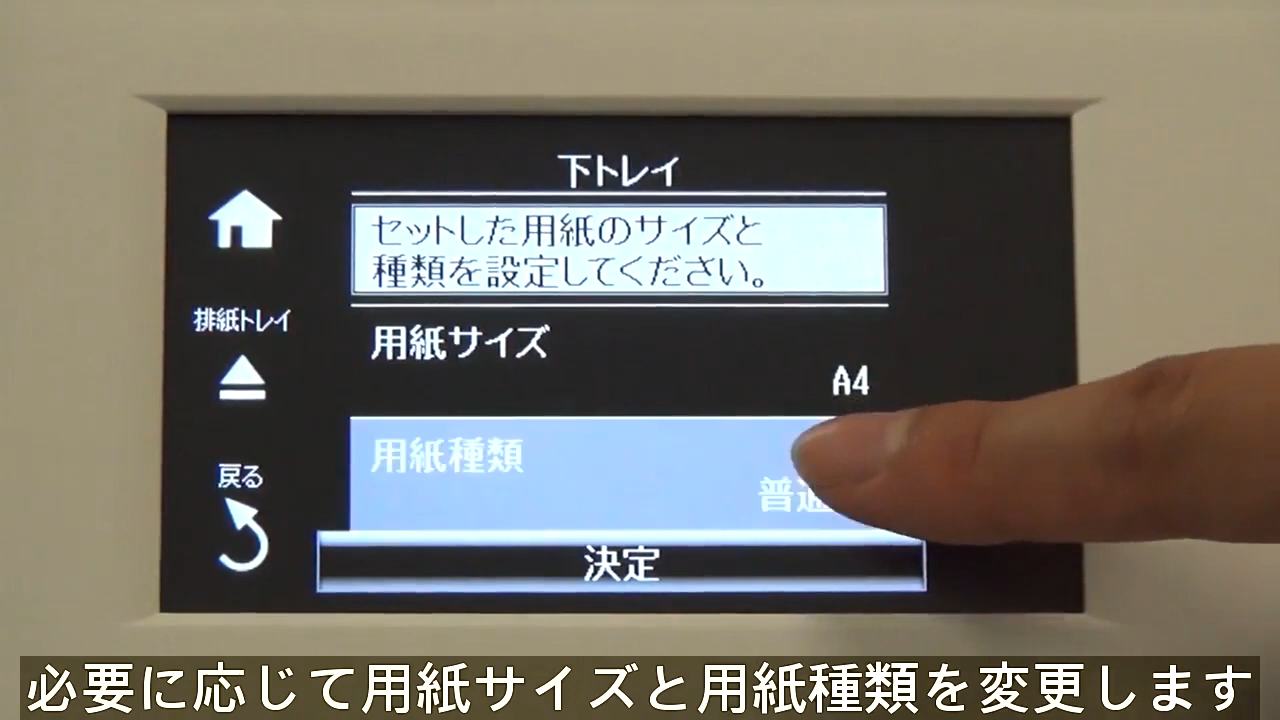 下トレイ
セットした用紙のサイズと
種類を設定してください。
排紙トレイ
用紙サイズ
A4
用紙種類
普通
戻る
決定
必要に応じて用紙サイズと用紙種類を変更します